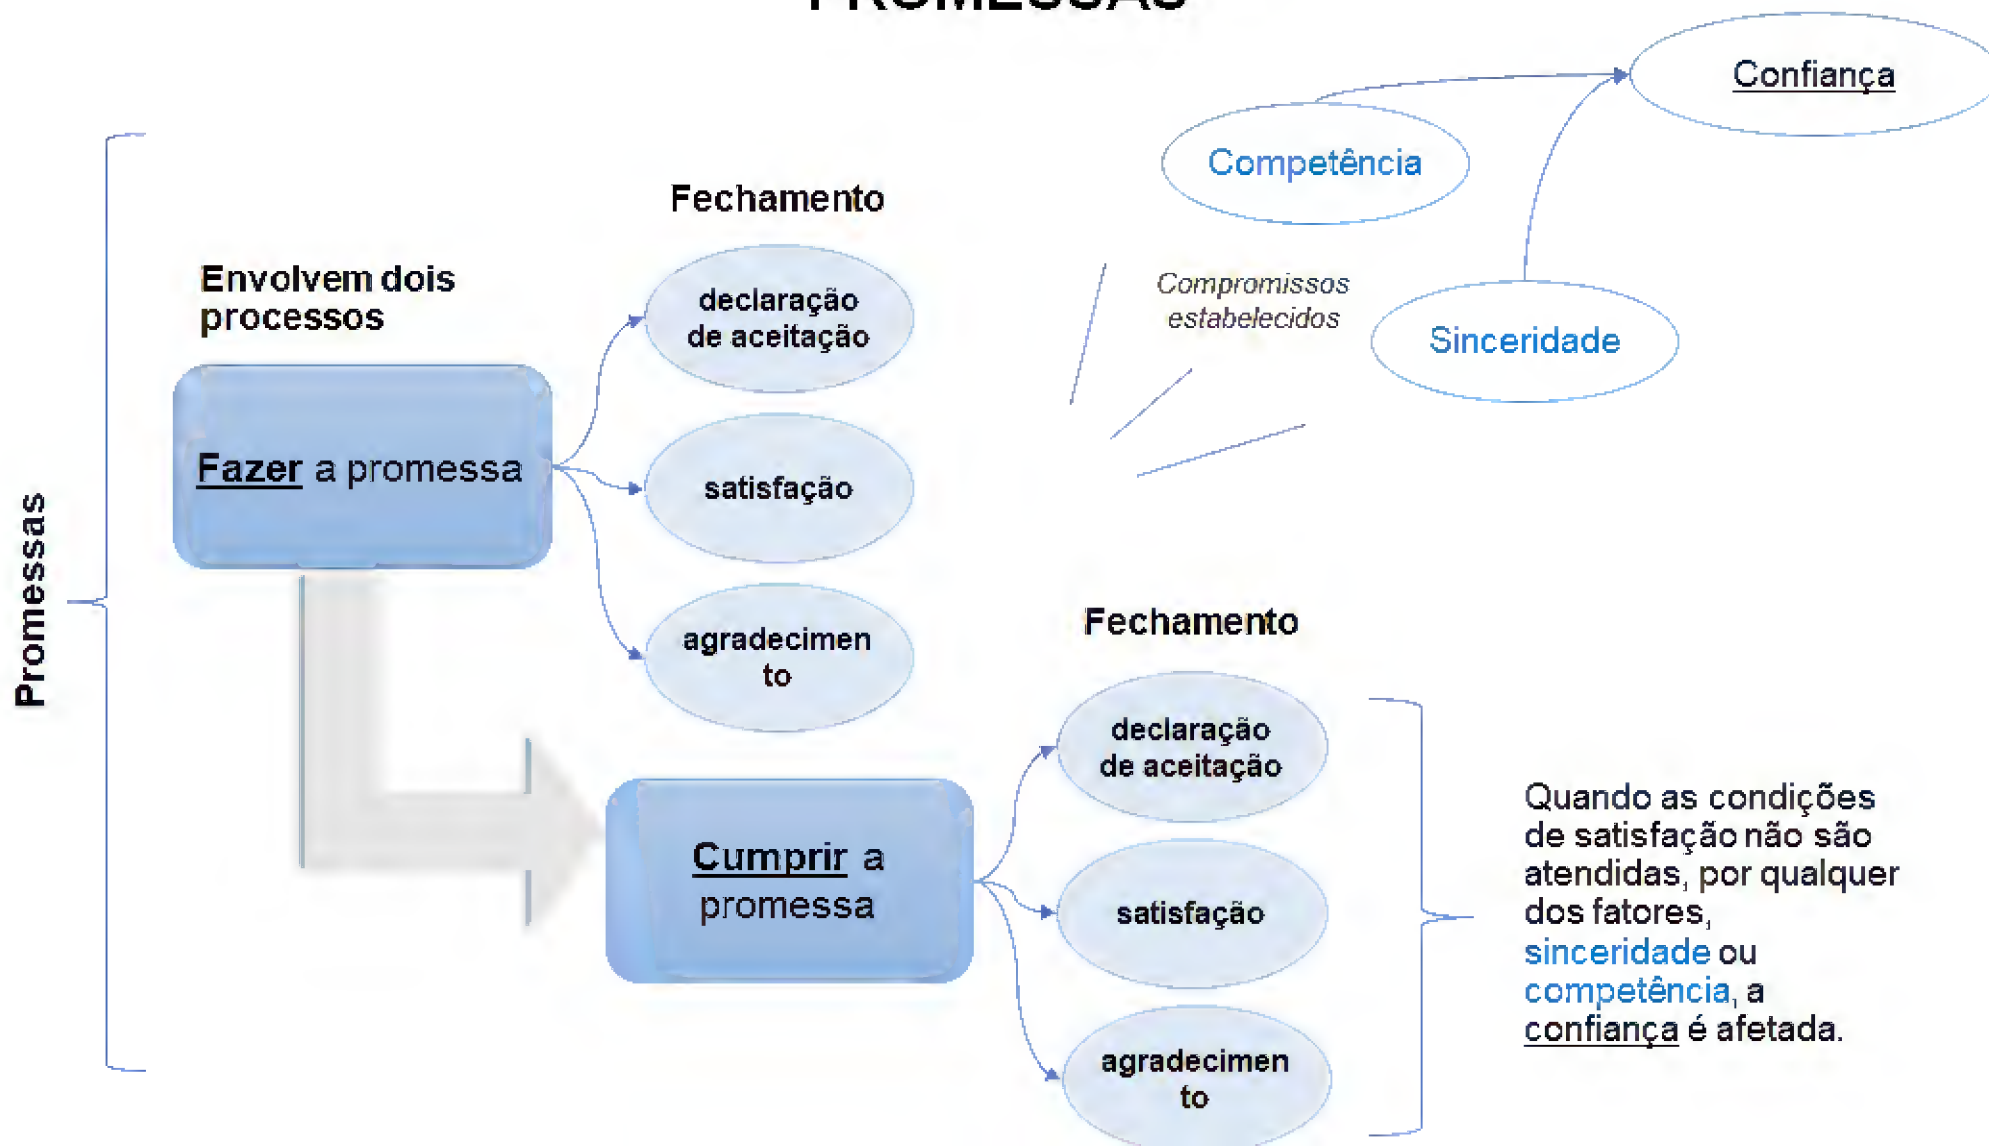 PROMESSAS
Confiança
Competência
Fechamento
Envolvem dois
processos
declaração
de aceitação
Compromissos
estabelecidos
Sinceridade
Fazer a promessa
satisfação
Promessas
agradecimen
to
Fechamento
declaração
de aceitação
Cumprir a
promessa
satisfação
agradecimen
to
Quando as condições
de satisfação não são
atendidas, por qualquer
dos fatores,
sinceridade ou
competência, a
confiança é afetada.